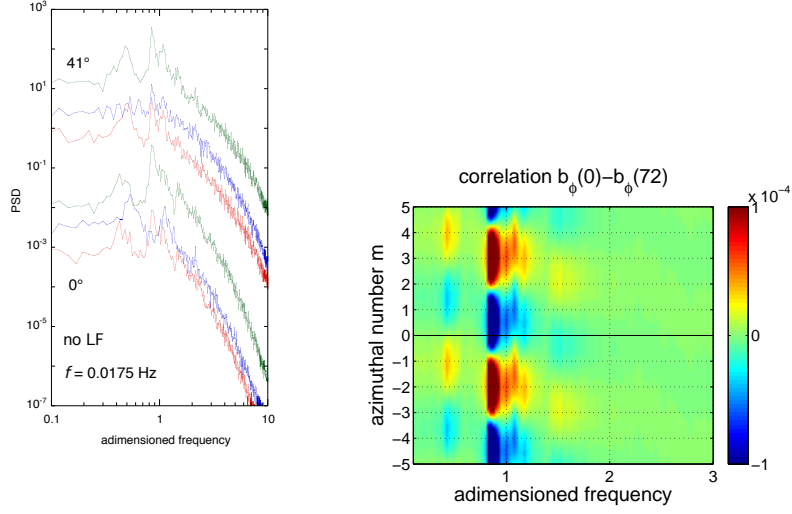 10^3
10^1
10^-1
10^-3
10^-5
10^-7
PSD
41°
0°
no LF
f = 0.0175 Hz
0.1 1 10
adimensioned frequency
correlation b_ϕ(0)−b_ϕ(72)
x 10^−4
5
4
3
2
1
0
−1
−2
−3
−4
−5
azimuthal number m
1 2 3
adimensioned frequency
1
0
−1